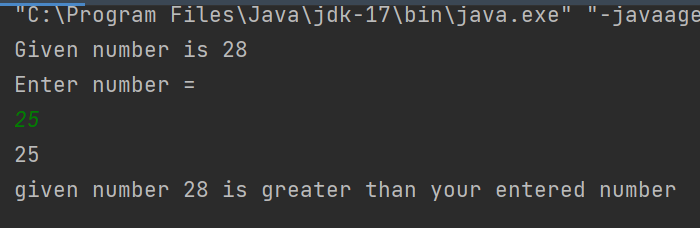 "C:\Program Files\Java\jdk-17\bin\java.exe" "-javaage
Given number is 28
Enter number =
25
25
given number 28 is greater than your entered number